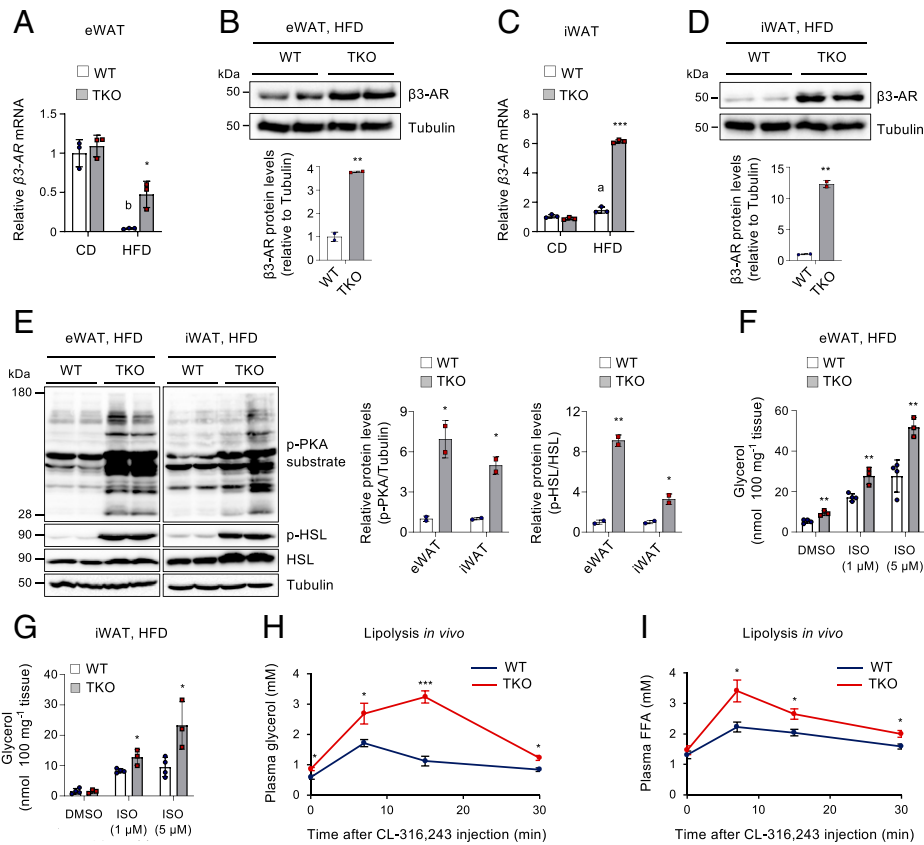 A
eWAT
WT
TKO
Relative β3-AR mRNA
1.5
1
0.5
0
b
*
CD
HFD
B
eWAT, HFD
WT
TKO
kDa
50
β3-AR
50
Tubulin
β3-AR protein levels
(relative to Tubulin)
4
3
2
1
0
**
WT
TKO
C
iWAT
WT
TKO
Relative β3-AR mRNA
8
6
4
2
0
a
***
CD
HFD
D
iWAT, HFD
WT
TKO
kDa
50
β3-AR
50
Tubulin
β3-AR protein levels
(relative to Tubulin)
15
10
5
0
**
WT
TKO
E
eWAT, HFD
iWAT, HFD
WT
TKO
WT
TKO
kDa
180
p-PKA
substrate
28
90
p-HSL
90
HSL
50
Tubulin
WT
TKO
Relative protein levels
(p-PKA/Tubulin)
9
6
3
0
*
*
eWAT
iWAT
WT
TKO
Relative protein levels
(p-HSL/HSL)
12
9
6
3
0
**
*
eWAT
iWAT
F
eWAT, HFD
WT
TKO
Glycerol
(nmol 100 mg-1 tissue)
80
60
40
20
0
**
**
**
DMSO
ISO
(1 μM)
ISO
(5 μM)
G
iWAT, HFD
WT
TKO
Glycerol
(nmol 100 mg-1 tissue)
40
30
20
10
0
*
*
DMSO
ISO
(1 μM)
ISO
(5 μM)
H
Lipolysis in vivo
WT
TKO
Plasma glycerol (mM)
4
3
2
1
0
*
*
***
*
0
10
20
30
Time after CL-316,243 injection (min)
I
Lipolysis in vivo
WT
TKO
Plasma FFA (mM)
4
3
2
1
0
*
*
*
0
10
20
30
Time after CL-316,243 injection (min)